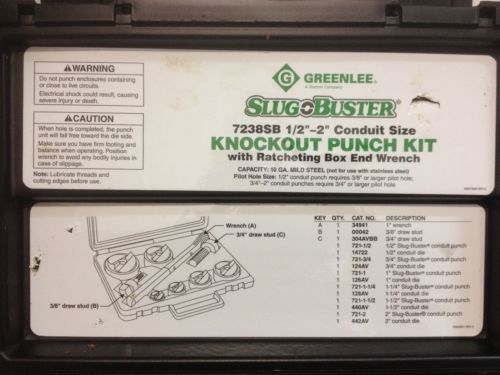 WARNING
Do not punch enclosures containing
or close to live circuits.
Electrical shock could result, causing
severe injury or death.
CAUTION
When hole is completed, the punch
unit will fall free toward the die side.
Make sure you have firm footing and
balance when operating. Position
wrench to avoid any bodily injuries in
case of slippage.
Note: Lubricate threads and
cutting edges before use.
G GREENLEE®
A Textron Company
SLUG-BUSTER®
7238SB 1/2"–2" Conduit Size
KNOCKOUT PUNCH KIT
with Ratcheting Box End Wrench
CAPACITY: 10 GA. MILD STEEL (not for use with stainless steel)
Pilot Hole Size: 1/2" conduit punch requires 3/8" or larger pilot hole;
3/4"–2" conduit punches require 3/4" or larger pilot hole
Wrench (A)
3/4" draw stud (C)
3/8" draw stud (B)
KEY QTY. CAT. NO. DESCRIPTION
A 1 34941 1" wrench
B 1 00042 3/8" draw stud
C 1 304AVBB 3/4" draw stud
1 721-1/2 1/2" Slug-Buster® conduit punch
1 14722 1/2" conduit die
1 721-3/4 3/4" Slug-Buster® conduit punch
1 124AV 3/4" conduit die
1 721-1 1" Slug-Buster® conduit punch
1 126AV 1" conduit die
1 721-1-1/4 1-1/4" Slug-Buster® conduit punch
1 128AV 1-1/4" conduit die
1 721-1-1/2 1-1/2" Slug-Buster® conduit punch
1 440AV 1-1/2" conduit die
1 721-2 2" Slug-Buster® conduit punch
1 442AV 2" conduit die